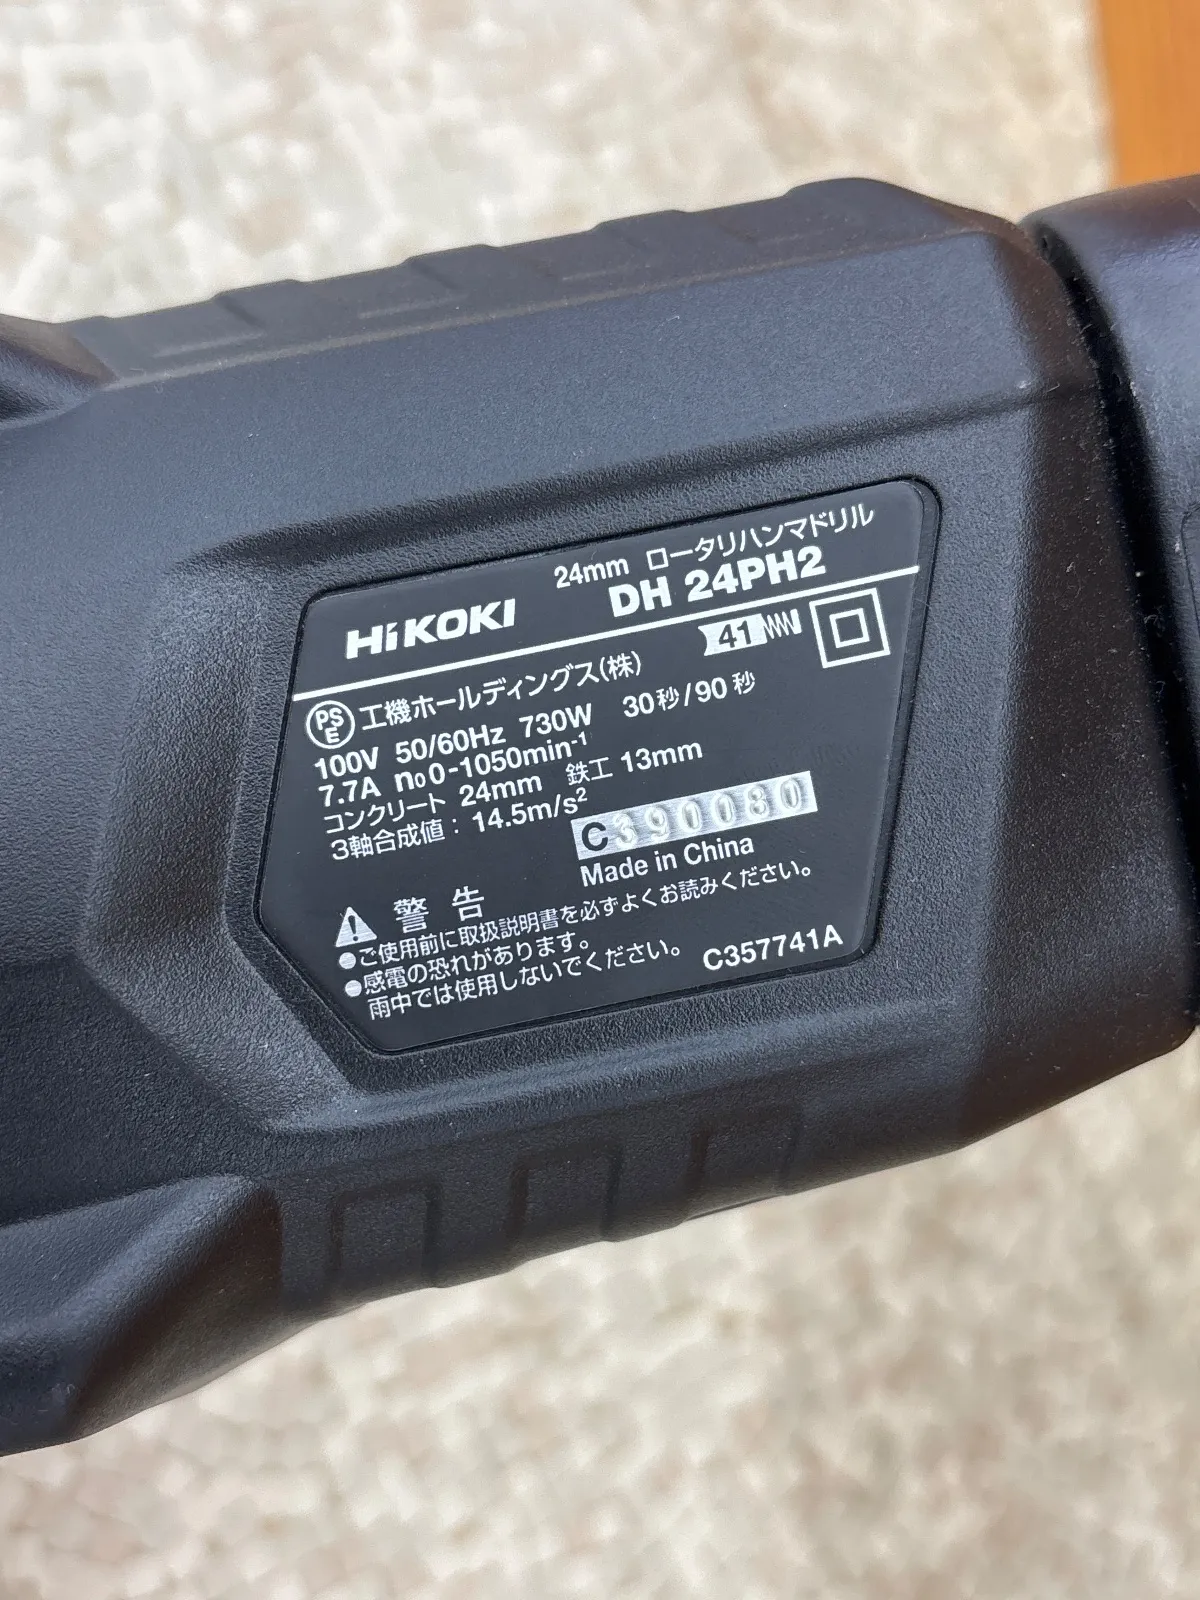 24mm ロータリハンマドリル
HiKOKI DH 24PH2
41
PSE 工機ホールディングス(株)
100V 50/60Hz 730W 30秒/90秒
7.7A n₀0-1050min⁻¹
コンクリート 24mm 鉄工 13mm
3軸合成値: 14.5m/s²
C390080
Made in China
警告
●ご使用前に取扱説明書を必ずよくお読みください。
●感電の恐れがあります。
雨中では使用しないでください。
C357741A